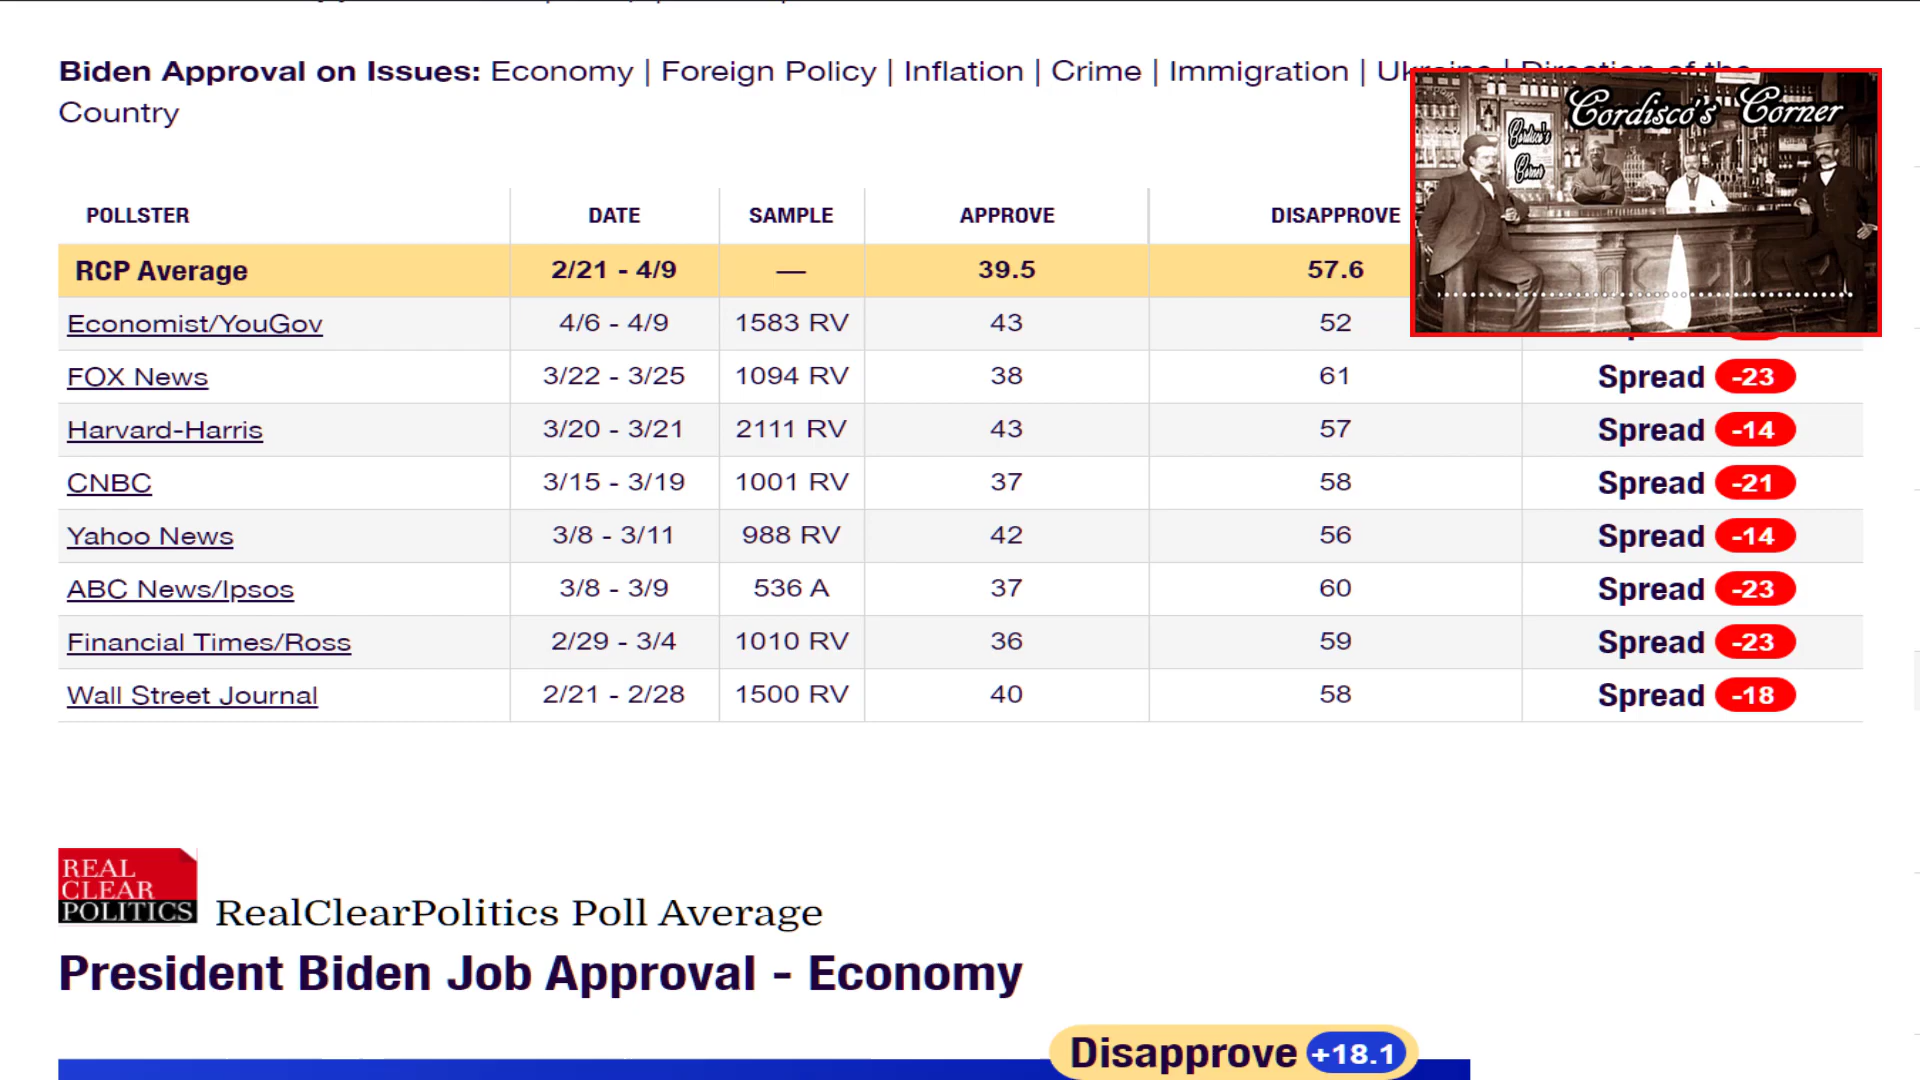 Biden Approval on Issues: Economy | Foreign Policy | Inflation | Crime | Immigration | Ukraine | Direction of the
Country
Cordisco's Corner
Cordisco's
Corner
POLLSTER DATE SAMPLE APPROVE DISAPPROVE
RCP Average 2/21 - 4/9 — 39.5 57.6
Economist/YouGov 4/6 - 4/9 1583 RV 43 52
FOX News 3/22 - 3/25 1094 RV 38 61 Spread -23
Harvard-Harris 3/20 - 3/21 2111 RV 43 57 Spread -14
CNBC 3/15 - 3/19 1001 RV 37 58 Spread -21
Yahoo News 3/8 - 3/11 988 RV 42 56 Spread -14
ABC News/Ipsos 3/8 - 3/9 536 A 37 60 Spread -23
Financial Times/Ross 2/29 - 3/4 1010 RV 36 59 Spread -23
Wall Street Journal 2/21 - 2/28 1500 RV 40 58 Spread -18
REAL
CLEAR
POLITICS
RealClearPolitics Poll Average
President Biden Job Approval - Economy
Disapprove +18.1